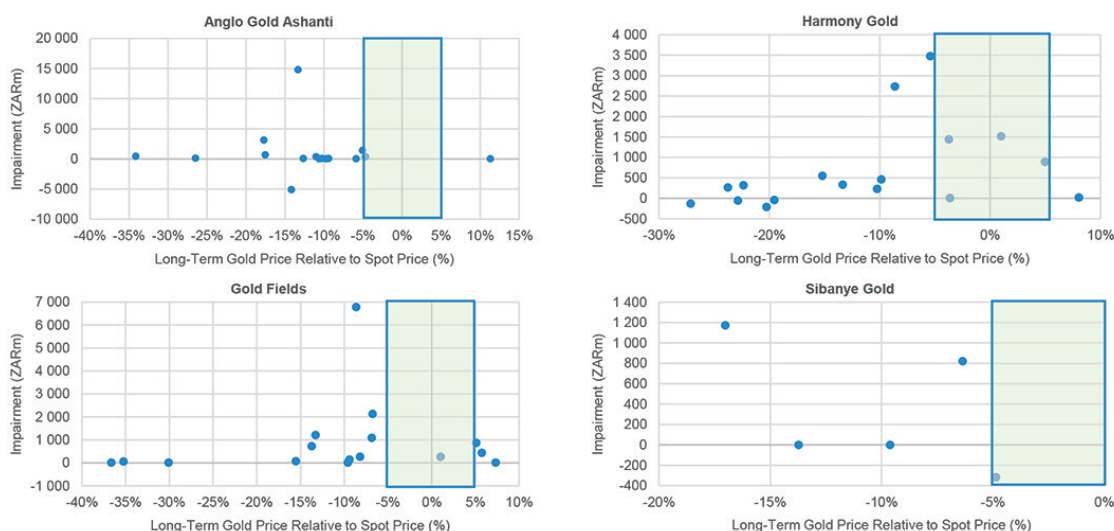 Anglo Gold Ashanti
Impairment (ZARm)
20 000
15 000
10 000
5 000
0
-5 000
-10 000
-40% -35% -30% -25% -20% -15% -10% -5% 0% 5% 10% 15%
Long-Term Gold Price Relative to Spot Price (%)
Harmony Gold
Impairment (ZARm)
4 000
3 500
3 000
2 500
2 000
1 500
1 000
500
0
-500
-30% -20% -10% 0% 10%
Long-Term Gold Price Relative to Spot Price (%)
Gold Fields
Impairment (ZARm)
7 000
6 000
5 000
4 000
3 000
2 000
1 000
0
-1 000
-40% -35% -30% -25% -20% -15% -10% -5% 0% 5% 10%
Long-Term Gold Price Relative to Spot Price (%)
Sibanye Gold
Impairment (ZARm)
1 400
1 200
1 000
800
600
400
200
0
-200
-400
-20% -15% -10% -5% 0%
Long-Term Gold Price Relative to Spot Price (%)